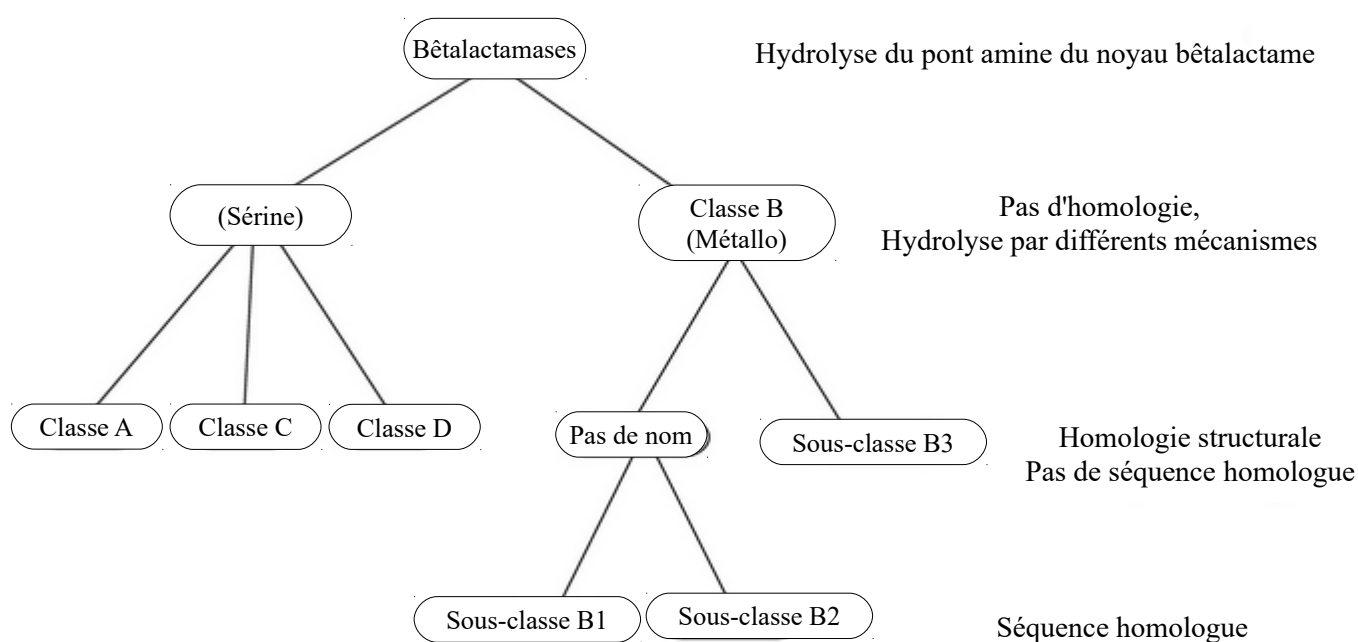 Bêtalactamases
Hydrolyse du pont amine du noyau bêtalactame
(Sérine)
Classe B
(Métallo)
Pas d'homologie,
Hydrolyse par différents mécanismes
Classe A
Classe C
Classe D
Pas de nom
Sous-classe B3
Homologie structurale
Pas de séquence homologue
Sous-classe B1
Sous-classe B2
Séquence homologue